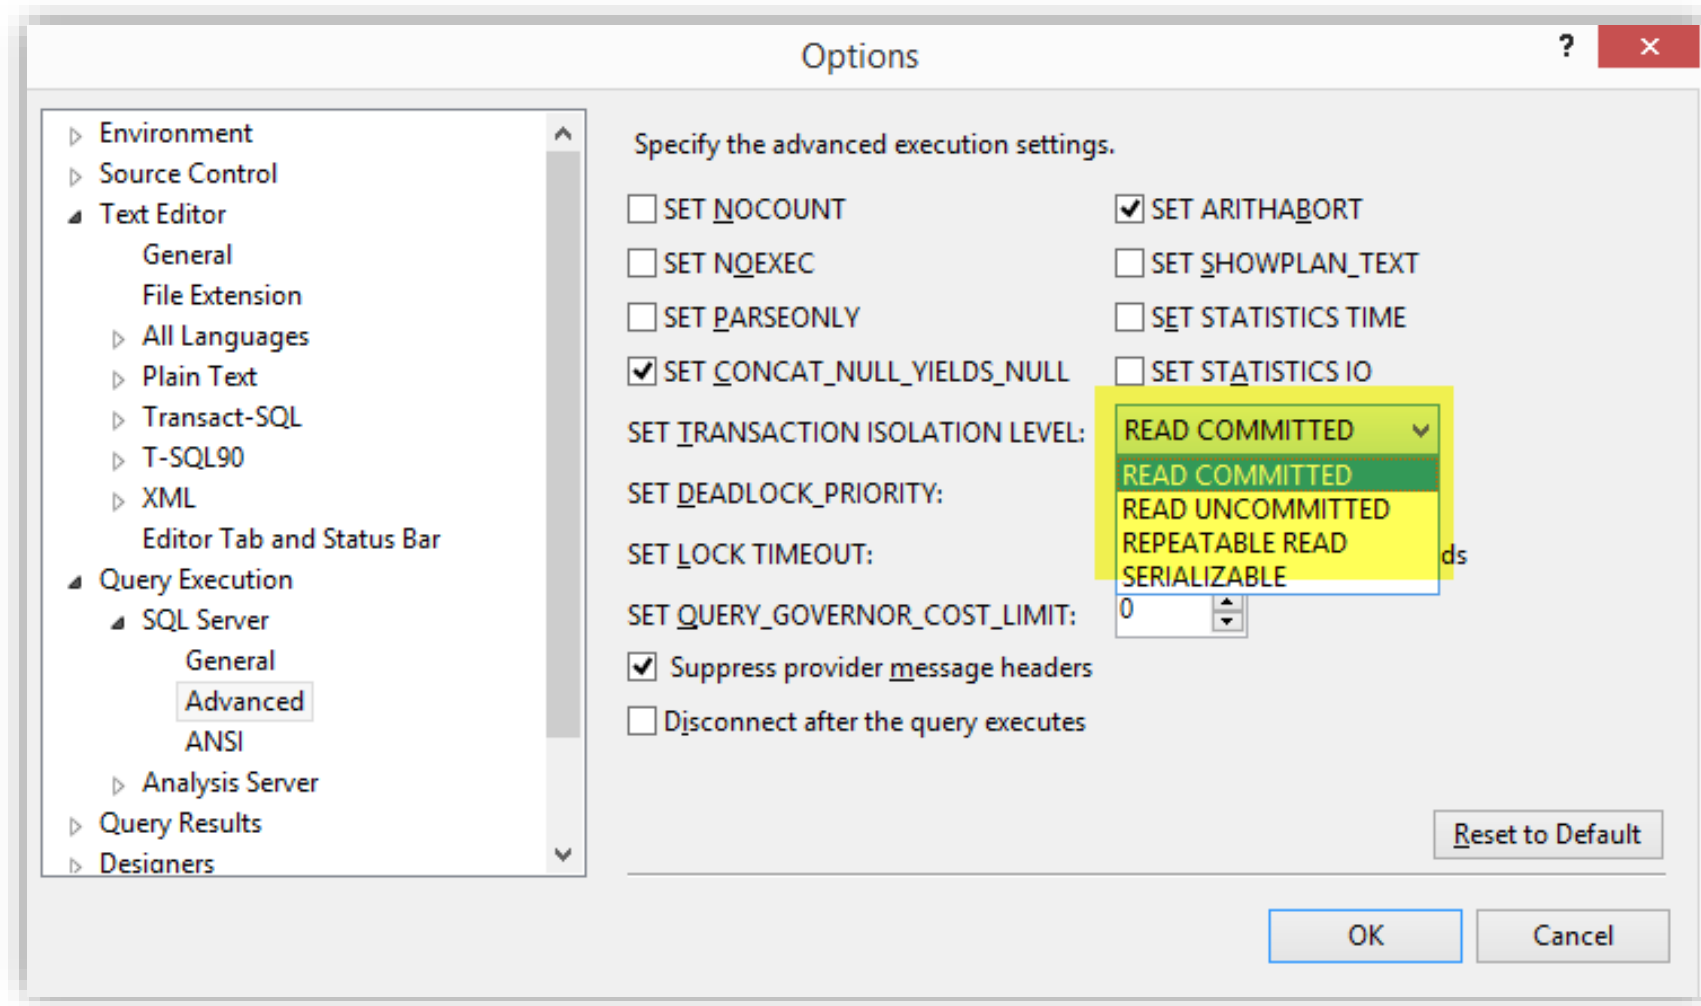 Options
?
Environment
Source Control
Text Editor
General
File Extension
All Languages
Plain Text
Transact-SQL
T-SQL90
XML
Editor Tab and Status Bar
Query Execution
SQL Server
General
Advanced
ANSI
Analysis Server
Query Results
Designers
Specify the advanced execution settings.
SET NOCOUNT
SET ARITHABORT
SET NOEXEC
SET SHOWPLAN_TEXT
SET PARSEONLY
SET STATISTICS TIME
SET CONCAT_NULL_YIELDS_NULL
SET STATISTICS IO
SET TRANSACTION ISOLATION LEVEL:
READ COMMITTED
READ COMMITTED
READ UNCOMMITTED
REPEATABLE READ
SERIALIZABLE
SET DEADLOCK_PRIORITY:
SET LOCK TIMEOUT:
ds
SET QUERY_GOVERNOR_COST_LIMIT:
0
Suppress provider message headers
Disconnect after the query executes
Reset to Default
OK
Cancel